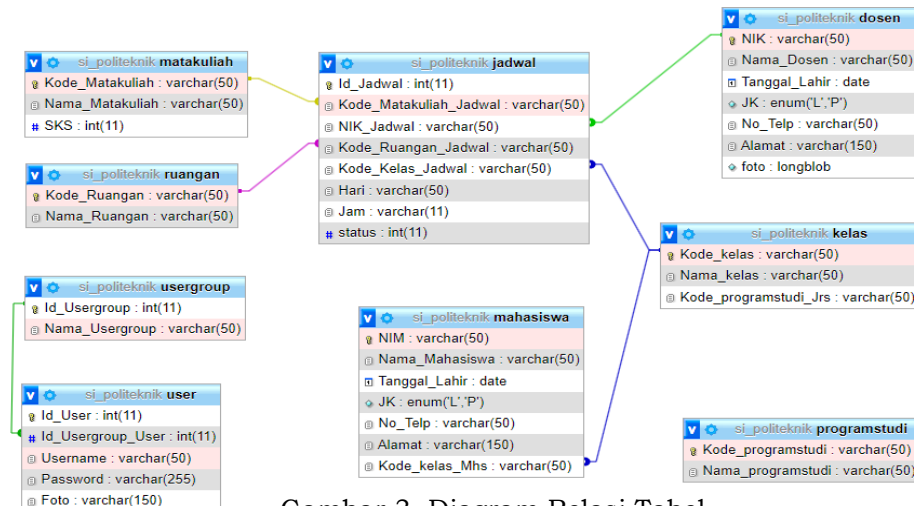 si_politeknik matakuliah
Kode_Matakuliah : varchar(50)
Nama_Matakuliah : varchar(50)
# SKS : int(11)
si_politeknik ruangan
Kode_Ruangan : varchar(50)
Nama_Ruangan : varchar(50)
si_politeknik usergroup
Id_Usergroup : int(11)
Nama_Usergroup : varchar(50)
si_politeknik user
Id_User : int(11)
# Id_Usergroup_User : int(11)
Username : varchar(50)
Password : varchar(255)
Foto : varchar(150)
si_politeknik jadwal
Id_Jadwal : int(11)
Kode_Matakuliah_Jadwal : varchar(50)
NIK_Jadwal : varchar(50)
Kode_Ruangan_Jadwal : varchar(50)
Kode_Kelas_Jadwal : varchar(50)
Hari : varchar(50)
Jam : varchar(11)
# status : int(11)
si_politeknik mahasiswa
NIM : varchar(50)
Nama_Mahasiswa : varchar(50)
Tanggal_Lahir : date
JK : enum('L','P')
No_Telp : varchar(50)
Alamat : varchar(150)
Kode_kelas_Mhs : varchar(50)
si_politeknik dosen
NIK : varchar(50)
Nama_Dosen : varchar(50)
Tanggal_Lahir : date
JK : enum('L','P')
No_Telp : varchar(50)
Alamat : varchar(150)
foto : longblob
si_politeknik kelas
Kode_kelas : varchar(50)
Nama_kelas : varchar(50)
Kode_programstudi_Jrs : varchar(50)
si_politeknik programstudi
Kode_programstudi : varchar(50)
Nama_programstudi : varchar(50)